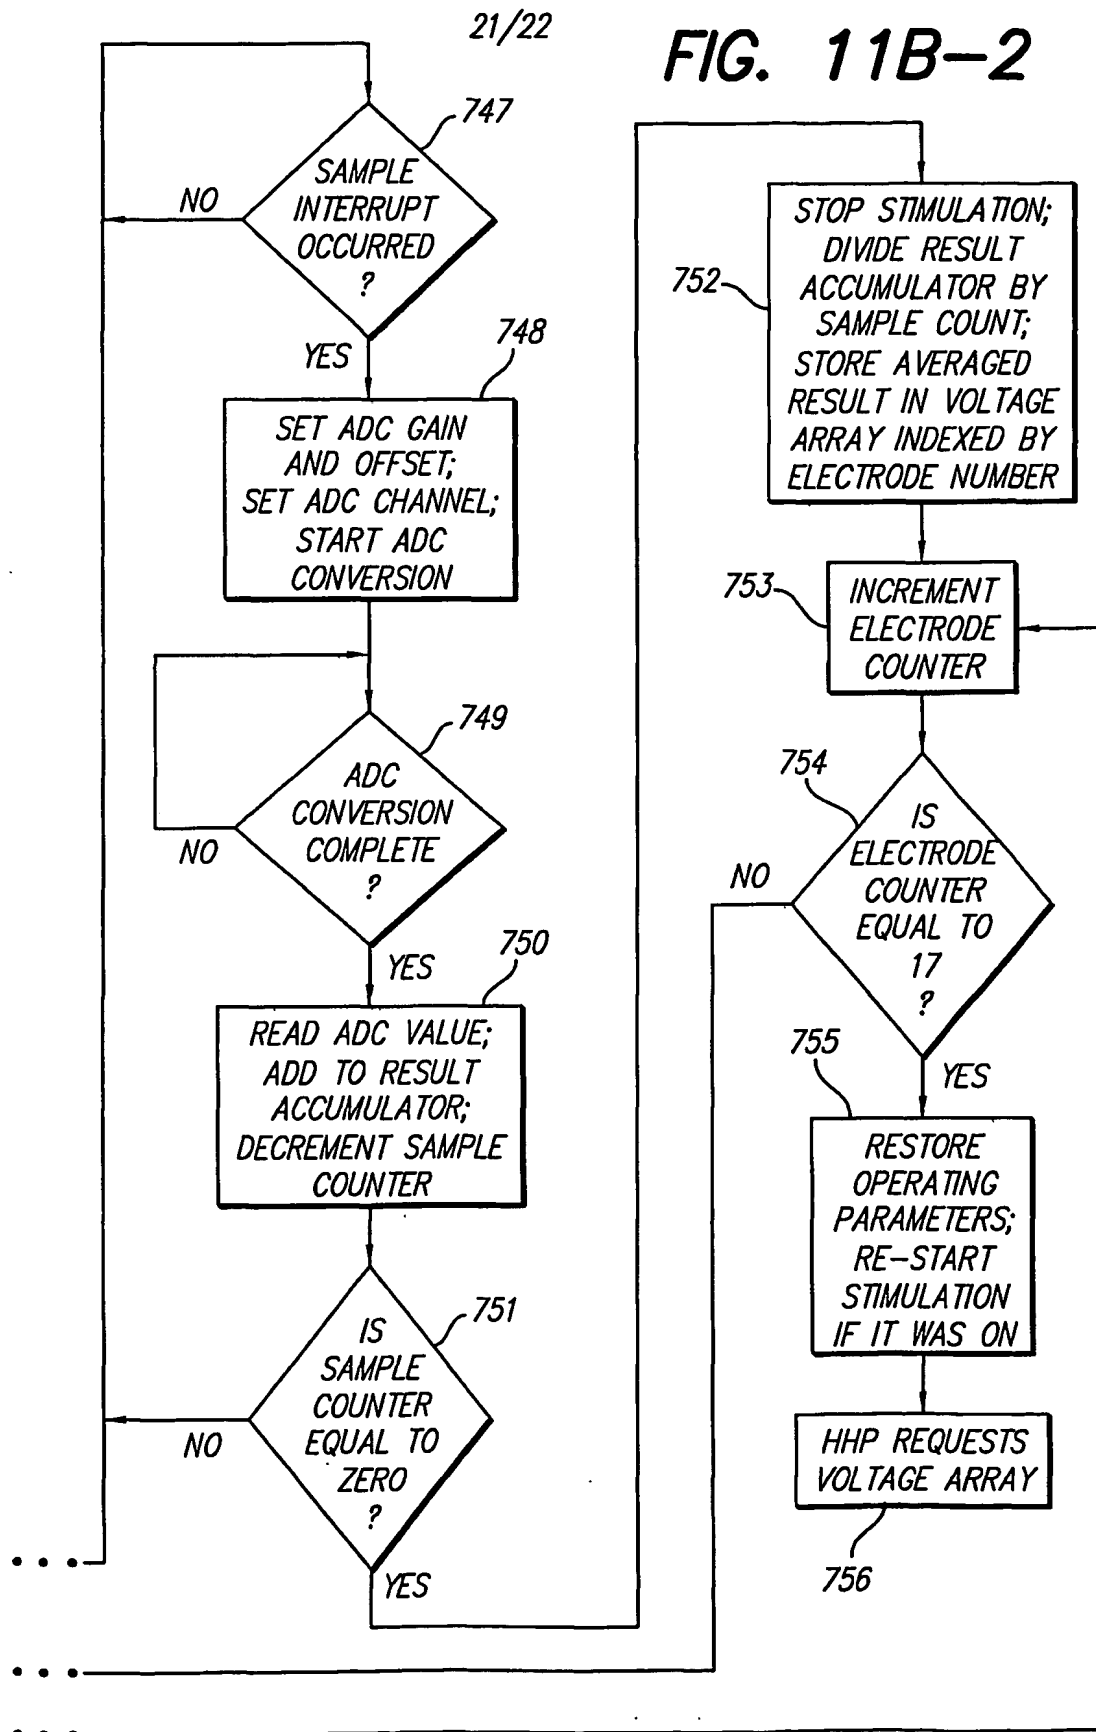 21/22
FIG. 11B-2
747
SAMPLE
INTERRUPT
OCCURRED
?
NO
YES
748
SET ADC GAIN
AND OFFSET;
SET ADC CHANNEL;
START ADC
CONVERSION
749
ADC
CONVERSION
COMPLETE
?
NO
YES
750
READ ADC VALUE;
ADD TO RESULT
ACCUMULATOR;
DECREMENT SAMPLE
COUNTER
751
IS
SAMPLE
COUNTER
EQUAL TO
ZERO
?
NO
YES
752
STOP STIMULATION;
DIVIDE RESULT
ACCUMULATOR BY
SAMPLE COUNT;
STORE AVERAGED
RESULT IN VOLTAGE
ARRAY INDEXED BY
ELECTRODE NUMBER
753
INCREMENT
ELECTRODE
COUNTER
754
IS
ELECTRODE
COUNTER
EQUAL TO
17
?
NO
YES
755
RESTORE
OPERATING
PARAMETERS;
RE-START
STIMULATION
IF IT WAS ON
HHP REQUESTS
VOLTAGE ARRAY
756